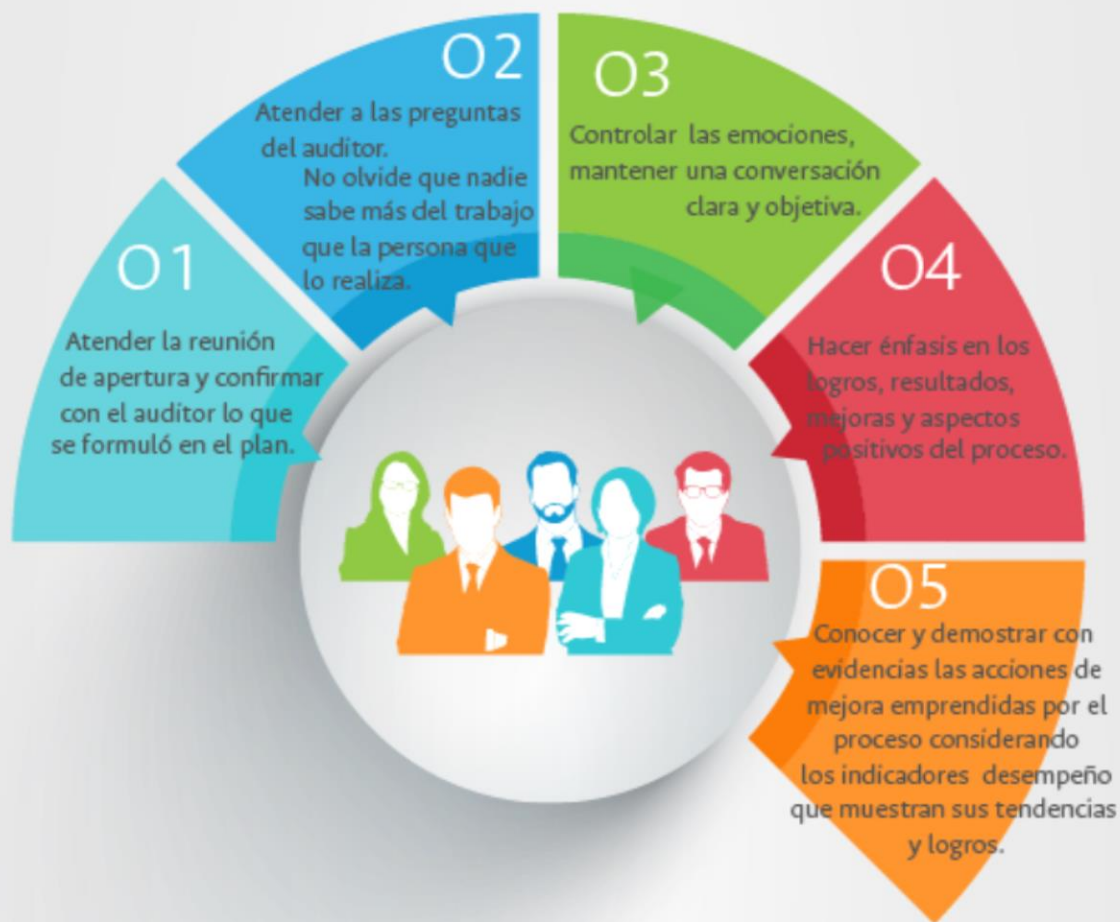 01
Atender la reunión
de apertura y confirmar
con el auditor lo que
se formuló en el plan.
02
Atender a las preguntas
del auditor.
No olvide que nadie
sabe más del trabajo
que la persona que
lo realiza.
03
Controlar las emociones,
mantener una conversación
clara y objetiva.
04
Hacer énfasis en los
logros, resultados,
mejoras y aspectos
positivos del proceso.
05
Conocer y demostrar con
evidencias las acciones de
mejora emprendidas por el
proceso considerando
los indicadores desempeño
que muestran sus tendencias
y logros.